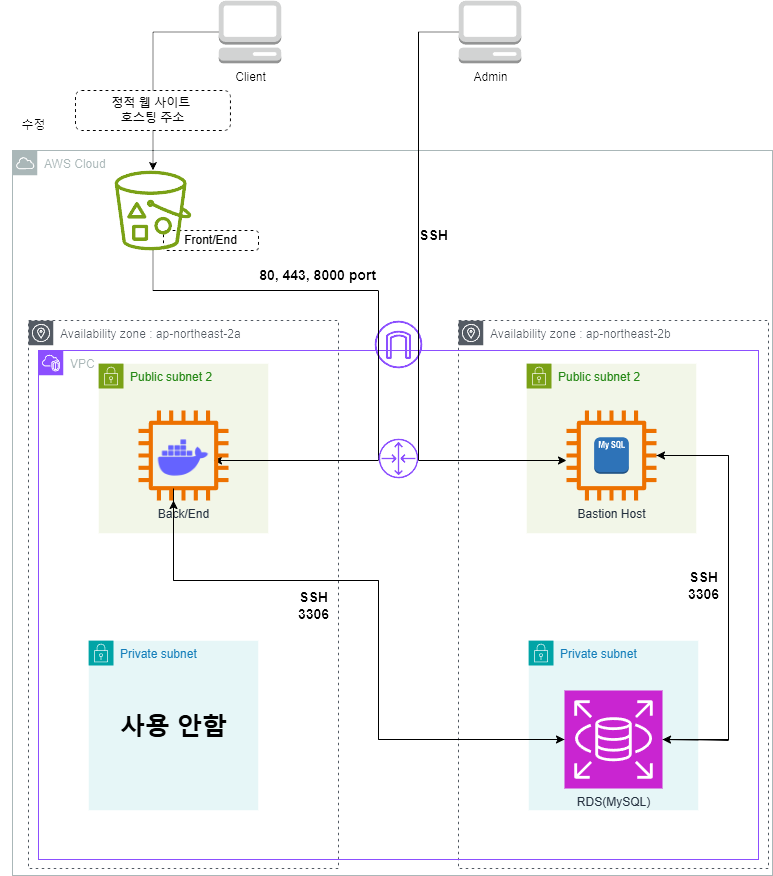 Client
Admin
정적 웹 사이트
호스팅 주소
수정
AWS Cloud
Front/End
SSH
80, 443, 8000 port
Availability zone : ap-northeast-2a
Availability zone : ap-northeast-2b
VPC
Public subnet 2
Public subnet 2
My SQL
Back/End
Bastion Host
SSH
3306
SSH
3306
Private subnet
Private subnet
사용 안함
RDS(MySQL)